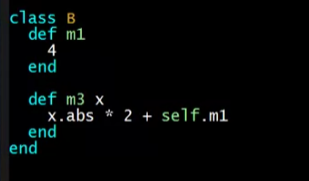 class B
  def m1
    4
  end

  def m3 x
    x.abs * 2 + self.m1
  end
end